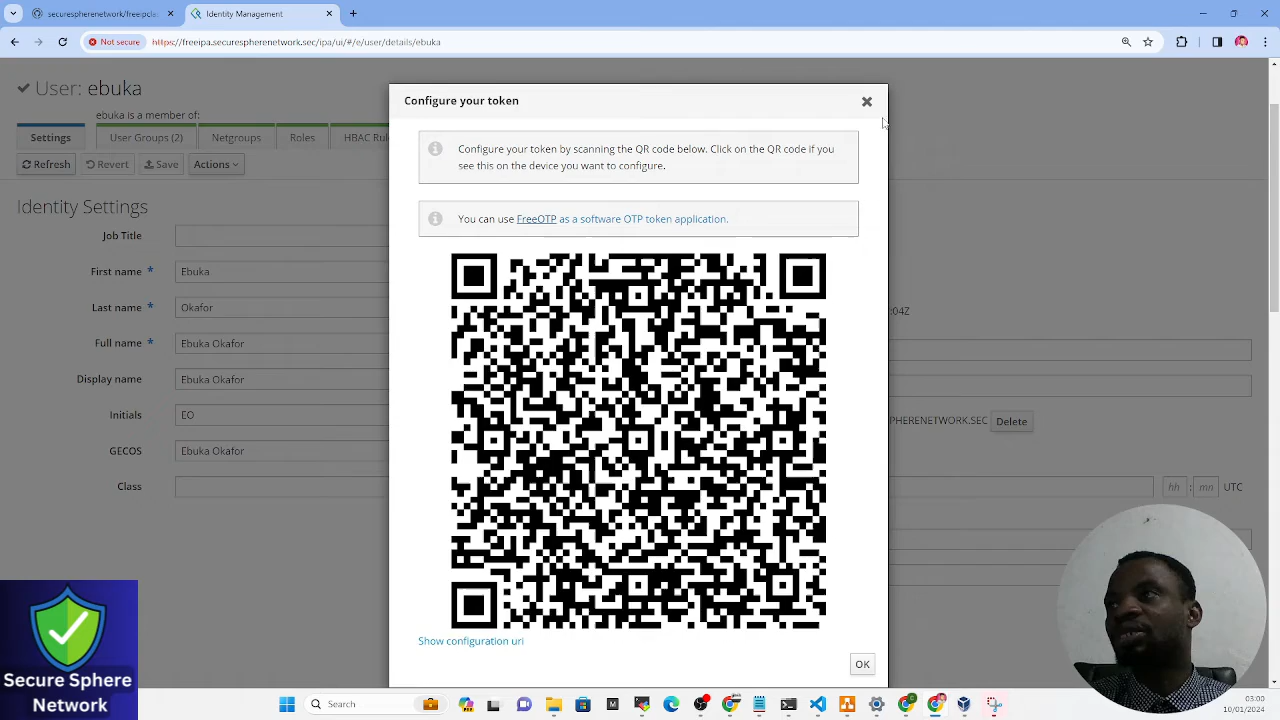 securespherenetwork
Identity Management
Not secure
https://freeipa.securespherenetwork.sec/ipa/ui/#/e/user/details/ebuka
User: ebuka
ebuka is a member of:
Settings
User Groups (2)
Netgroups
Roles
HBAC Rul
Refresh
Revert
Save
Actions
Identity Settings
Job Title
First name *
Ebuka
Last name *
Okafor
Full name *
Ebuka Okafor
Display name
Ebuka Okafor
Initials
EO
GECOS
Ebuka Okafor
Class
Configure your token
Configure your token by scanning the QR code below. Click on the QR code if you
see this on the device you want to configure.
You can use FreeOTP as a software OTP token application.
Show configuration uri
OK
:04Z
PHERENETWORK.SEC
Delete
hh : mn UTC
Secure Sphere
Network
Search
03:00
10/01/2024